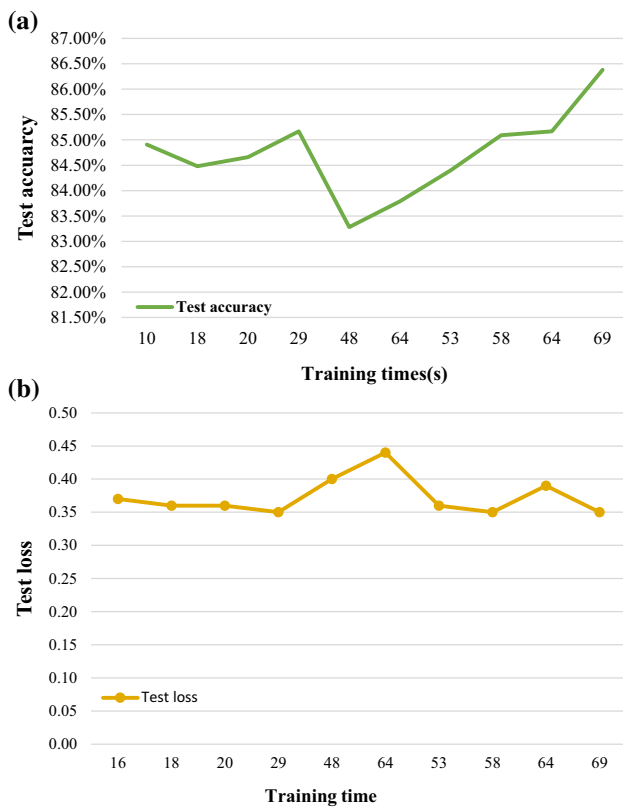 (a)
87.00%
86.50%
86.00%
85.50%
85.00%
84.50%
84.00%
83.50%
83.00%
82.50%
82.00%
81.50%
Test accuarcy
Test accuracy
10 18 20 29 48 64 53 58 64 69
Training times(s)
(b)
0.50
0.45
0.40
0.35
0.30
0.25
0.20
0.15
0.10
0.05
0.00
Test loss
Test loss
16 18 20 29 48 64 53 58 64 69
Training time